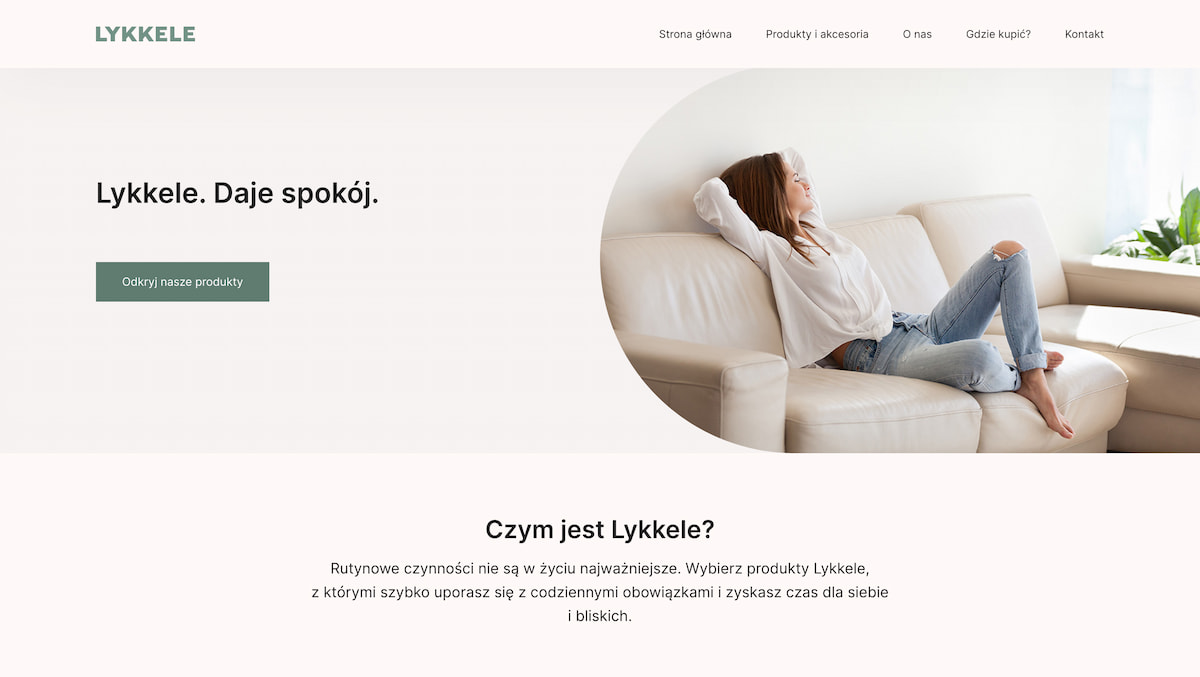 LYKKELE
Strona główna
Produkty i akcesoria
O nas
Gdzie kupić?
Kontakt
Lykkele. Daje spokój.
Odkryj nasze produkty
Czym jest Lykkele?
Rutynowe czynności nie są w życiu najważniejsze. Wybierz produkty Lykkele,
z którymi szybko uporasz się z codziennymi obowiązkami i zyskasz czas dla siebie
i bliskich.